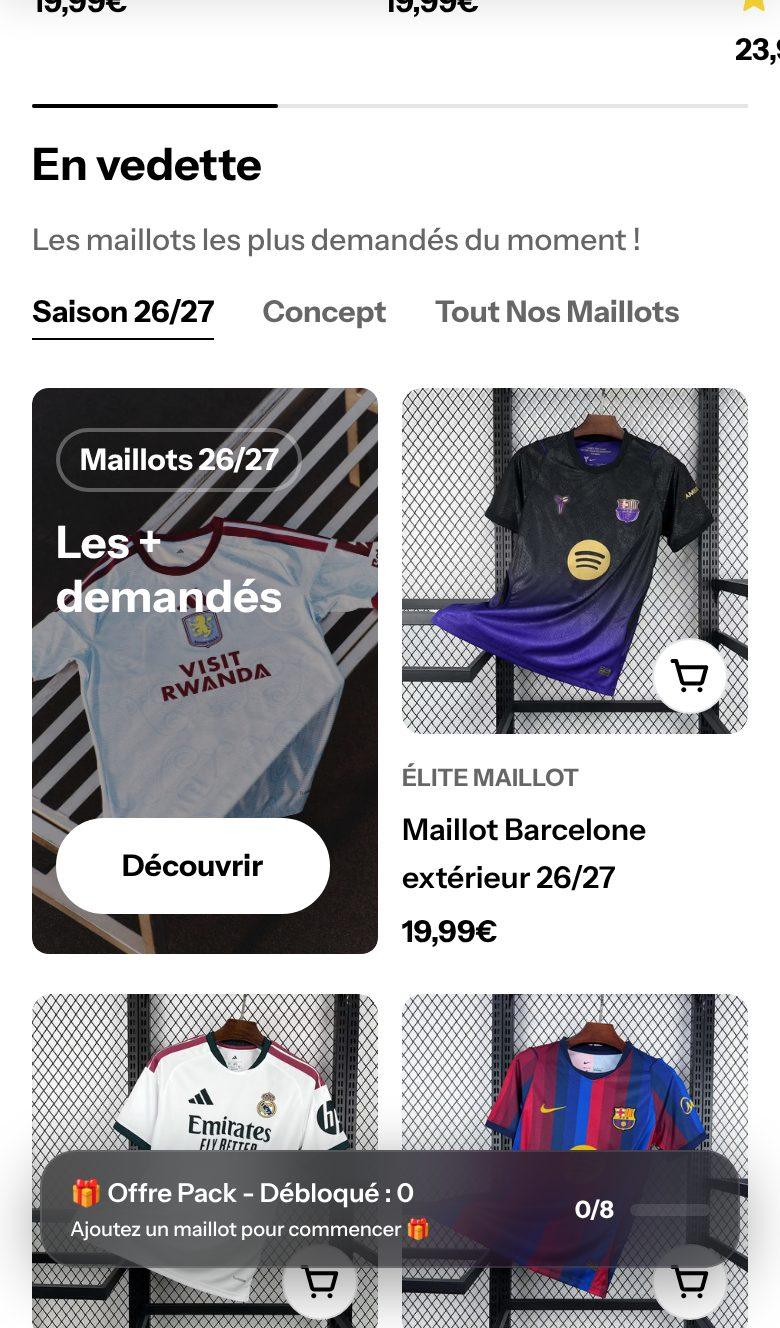 19,99€
19,99€
En vedette
Les maillots les plus demandés du moment !
Saison 26/27
Concept
Tout Nos Maillots
Maillots 26/27
Les +
demandés
VISIT
RWANDA
Découvrir
ÉLITE MAILLOT
Maillot Barcelone
extérieur 26/27
19,99€
Emirates
FLY BETTER
🎁 Offre Pack - Débloqué : 0
Ajoutez un maillot pour commencer 🎁
0/8